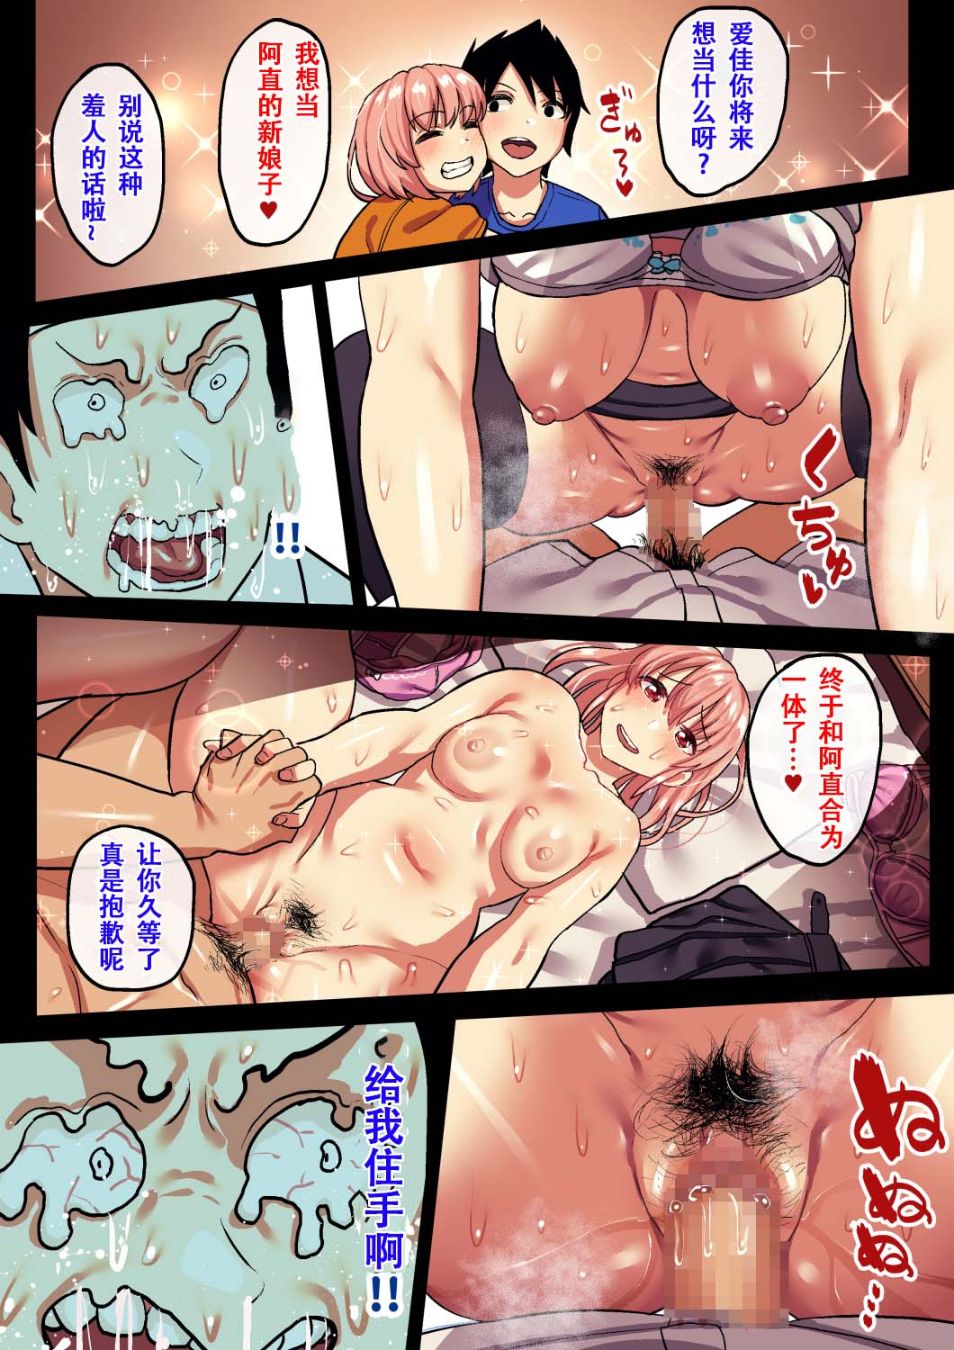 爱佳你将来
想当什么呀?
ぎゅ〜♥
我想当
阿直的新娘子♥
别说这种
羞人的话啦~
くちゅ♥
!!
终于和阿直合为
一体了…♥
让你久等了
真是抱歉呢
ぬぬぬ…
给我住手啊!!